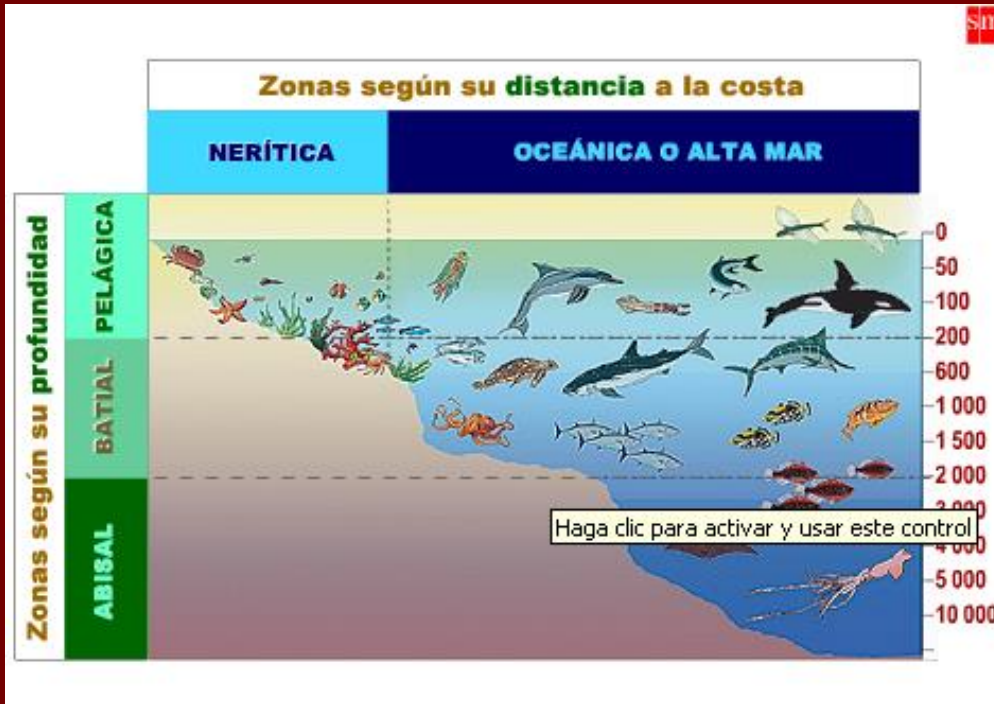 sm
Zonas según su distancia a la costa
NERÍTICA
OCEÁNICA O ALTA MAR
Zonas según su profundidad
PELÁGICA
BATIAL
ABISAL
0
50
100
200
600
1 000
1 500
2 000
Haga clic para activar y usar este control
5 000
10 000